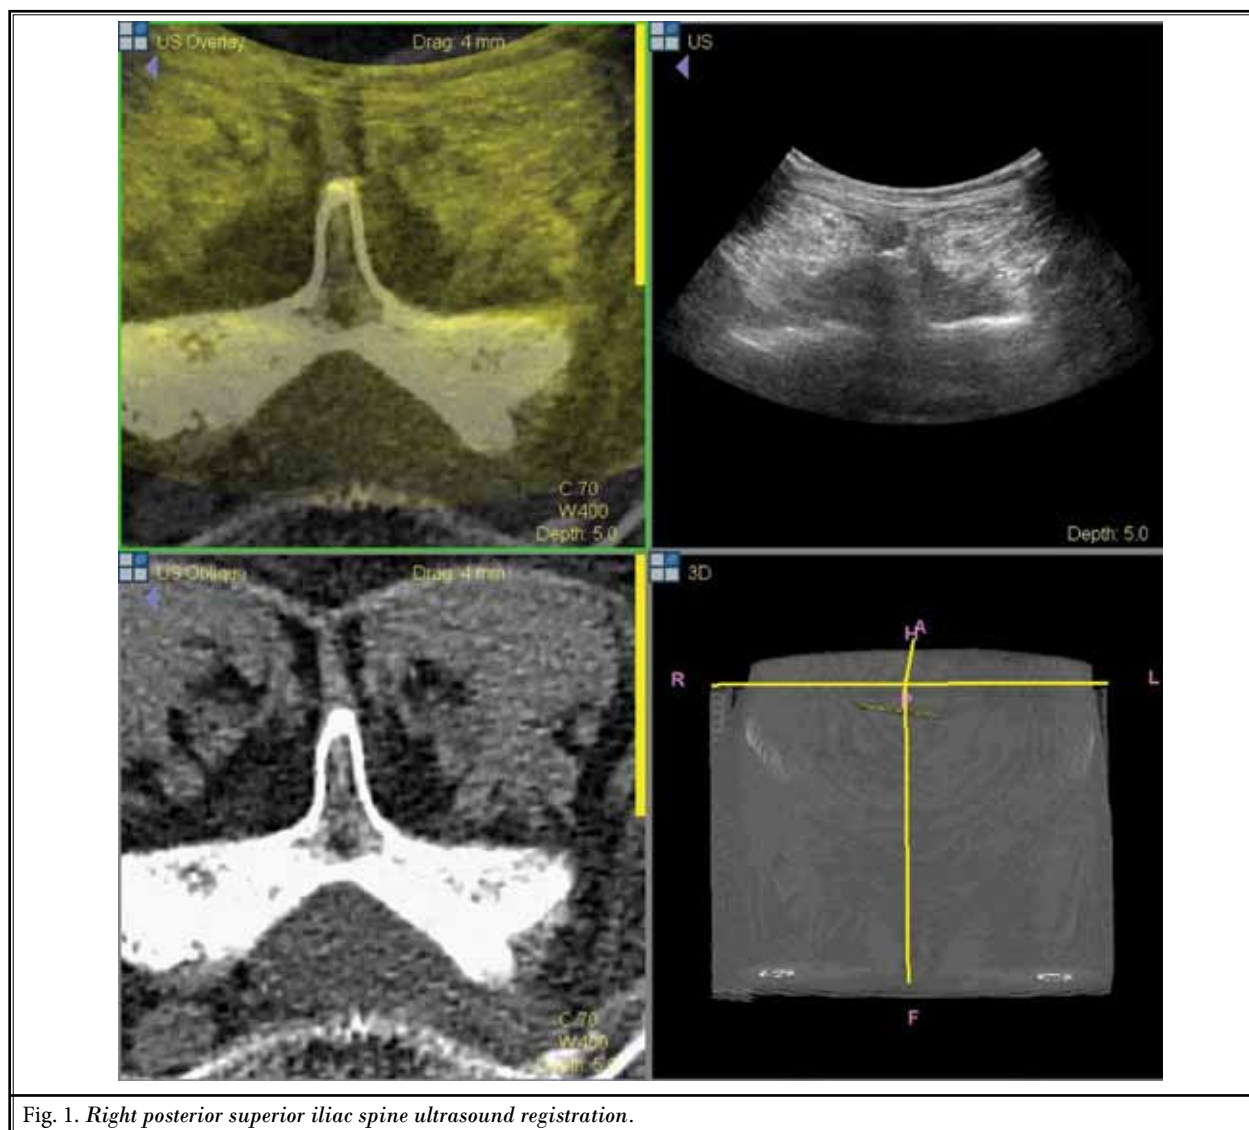 US Overlay Drag: 4 mm
C 70
W400
Depth: 5.0
US
Depth: 5.0
US Oblique Drag: 4 mm
C 70
W400
3D
A
R L
F
Fig. 1. Right posterior superior iliac spine ultrasound registration.